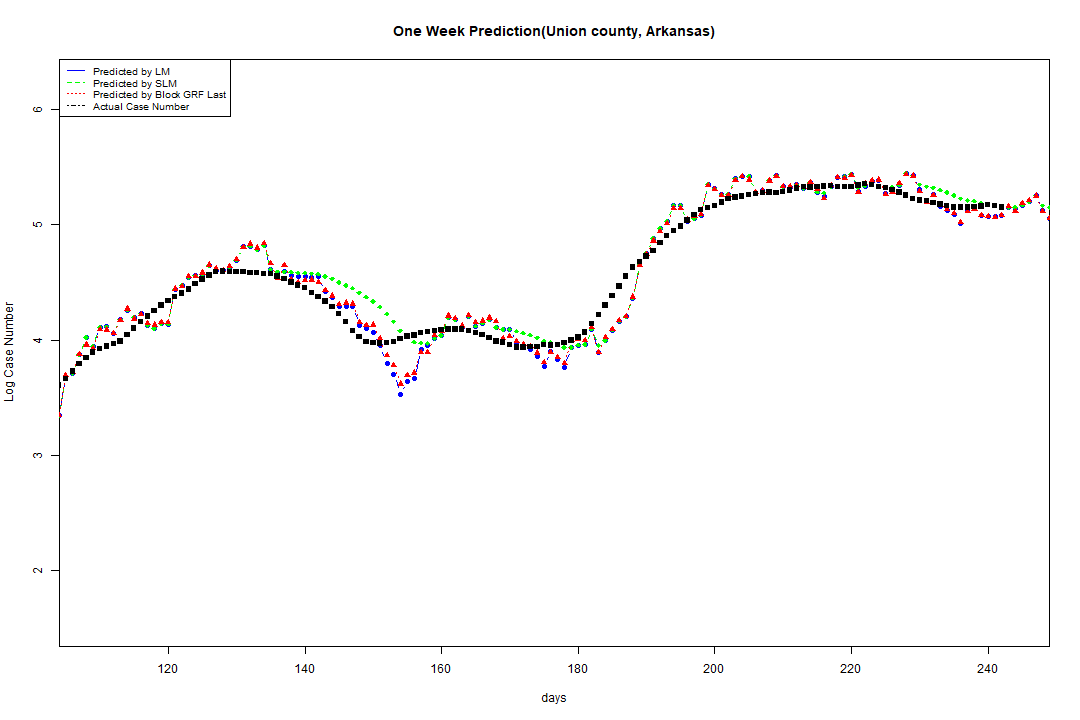 One Week Prediction(Union county, Arkansas)
Predicted by LM
Predicted by SLM
Predicted by Block GRF Last
Actual Case Number
6
5
4
3
2
Log Case Number
120 140 160 180 200 220 240
days